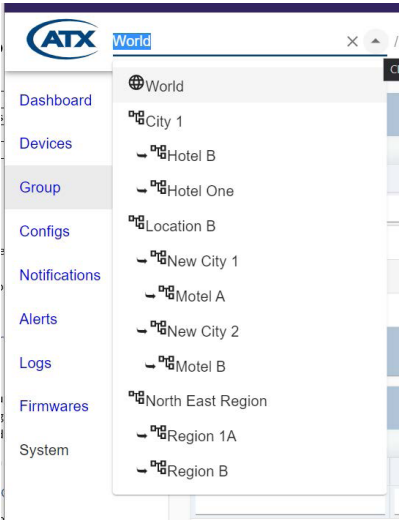 ATX
World
/
Dashboard
Devices
Group
Configs
Notifications
Alerts
Logs
Firmwares
System
World
City 1
Hotel B
Hotel One
Location B
New City 1
Motel A
New City 2
Motel B
North East Region
Region 1A
Region B